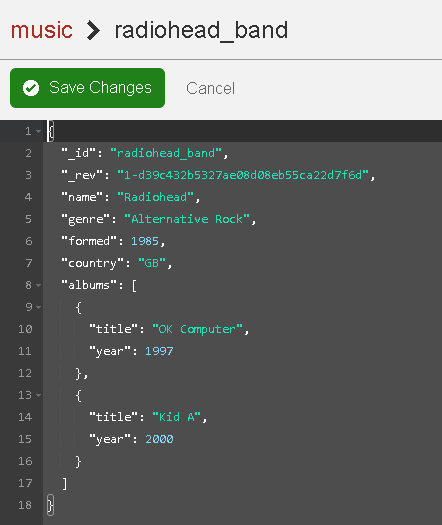 music > radiohead_band
Save Changes Cancel
1 {
2 "_id": "radiohead_band",
3 "_rev": "1-d39c432b5327ae08d08eb55ca22d7f6d",
4 "name": "Radiohead",
5 "genre": "Alternative Rock",
6 "formed": 1985,
7 "country": "GB",
8 "albums": [
9 {
10 "title": "OK Computer",
11 "year": 1997
12 },
13 {
14 "title": "Kid A",
15 "year": 2000
16 }
17 ]
18 }